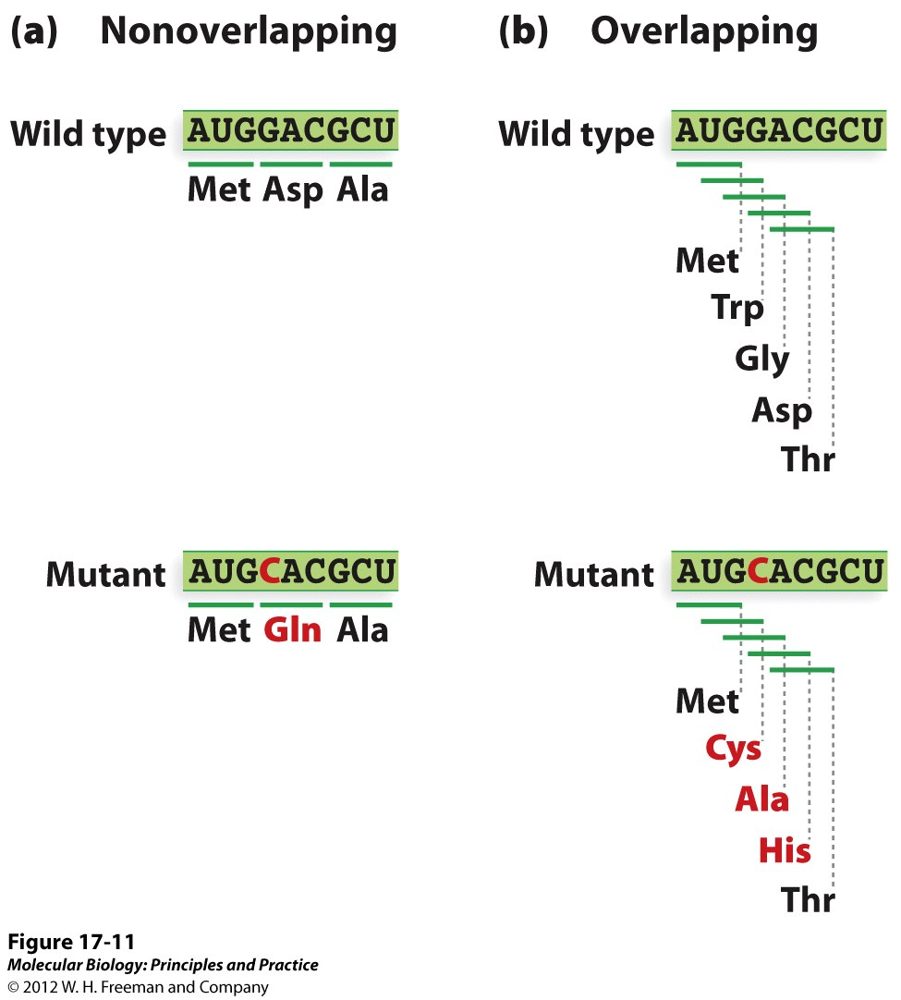 (a) Nonoverlapping
Wild type AUGGACGCU
Met Asp Ala
Mutant AUGCACGCU
Met Gln Ala
(b) Overlapping
Wild type AUGGACGCU
Met
Trp
Gly
Asp
Thr
Mutant AUGCACGCU
Met
Cys
Ala
His
Thr
Figure 17-11
Molecular Biology: Principles and Practice
© 2012 W. H. Freeman and Company